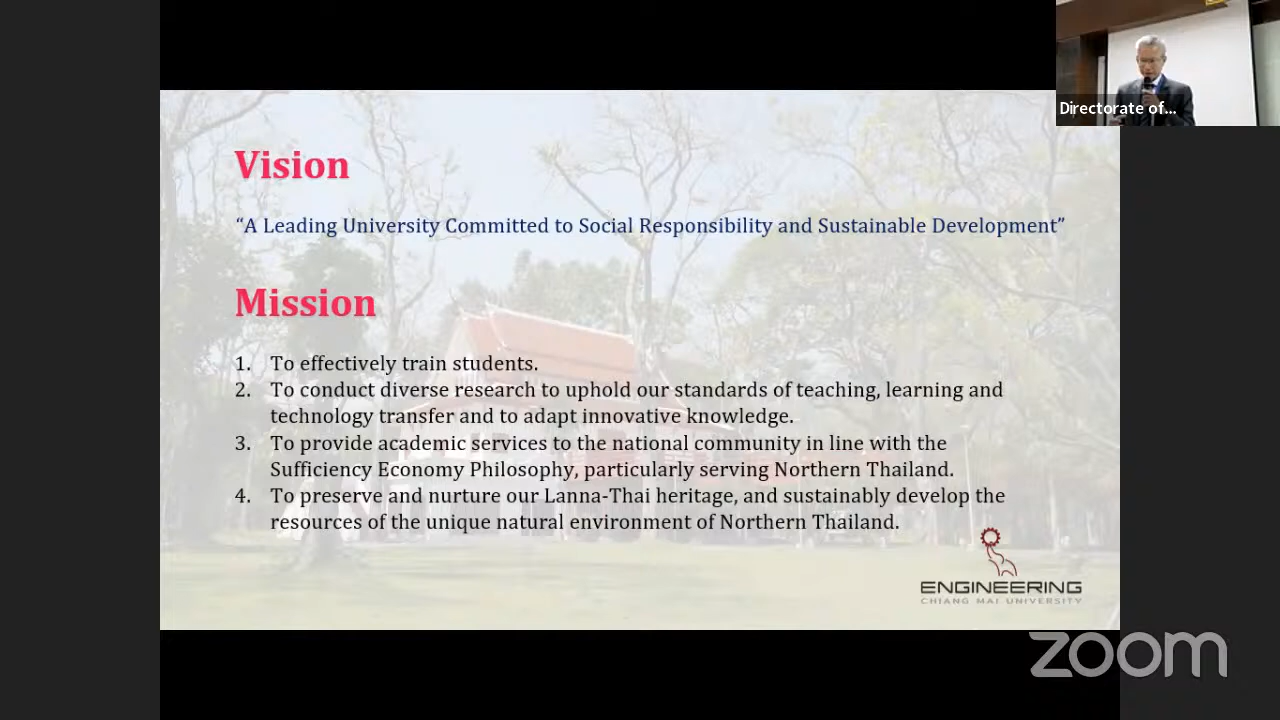 Directorate of...
Vision
“A Leading University Committed to Social Responsibility and Sustainable Development”
Mission
1. To effectively train students.
2. To conduct diverse research to uphold our standards of teaching, learning and
technology transfer and to adapt innovative knowledge.
3. To provide academic services to the national community in line with the
Sufficiency Economy Philosophy, particularly serving Northern Thailand.
4. To preserve and nurture our Lanna-Thai heritage, and sustainably develop the
resources of the unique natural environment of Northern Thailand.
ENGINEERING
CHIANG MAI UNIVERSITY
zoom